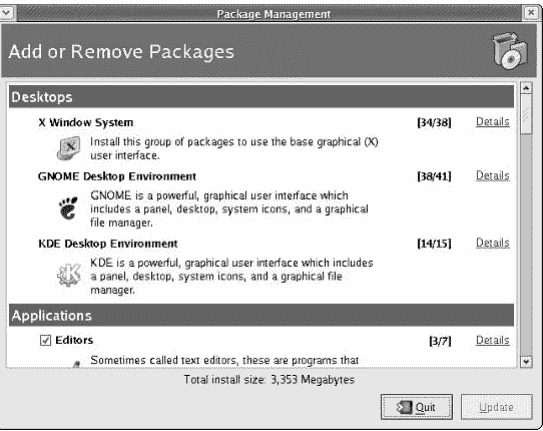 Package Management
Add or Remove Packages
Desktops
X Window System [34/38] Details
Install this group of packages to use the base graphical (X)
user interface.
GNOME Desktop Environment [38/41] Details
GNOME is a powerful, graphical user interface which
includes a panel, desktop, system icons, and a graphical
file manager.
KDE Desktop Environment [14/15] Details
KDE is a powerful, graphical user interface which includes
a panel, desktop, system icons, and a graphical file
manager.
Applications
Editors [3/7] Details
Sometimes called text editors, these are programs that
Total install size: 3,353 Megabytes
Quit Update